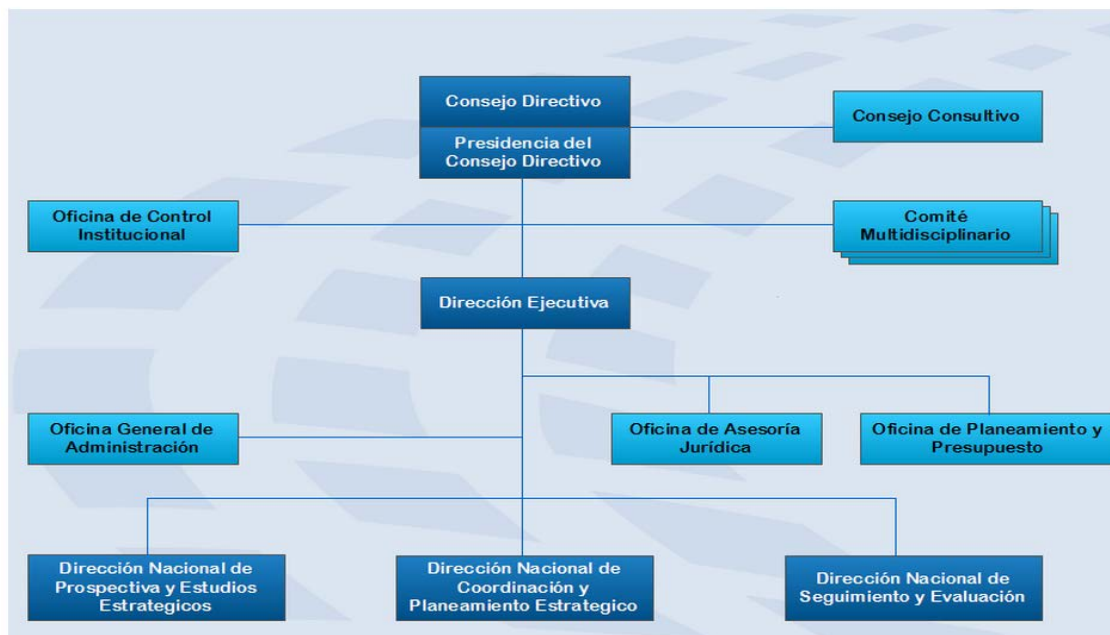 Consejo Directivo
Presidencia del
Consejo Directivo
Consejo Consultivo
Oficina de Control
Institucional
Comité
Multidisciplinario
Dirección Ejecutiva
Oficina General de
Administración
Oficina de Asesoría
Jurídica
Oficina de Planeamiento y
Presupuesto
Dirección Nacional de
Prospectiva y Estudios
Estrategicos
Dirección Nacional de
Coordinación y
Planeamiento Estrategico
Dirección Nacional de
Seguimiento y Evaluación